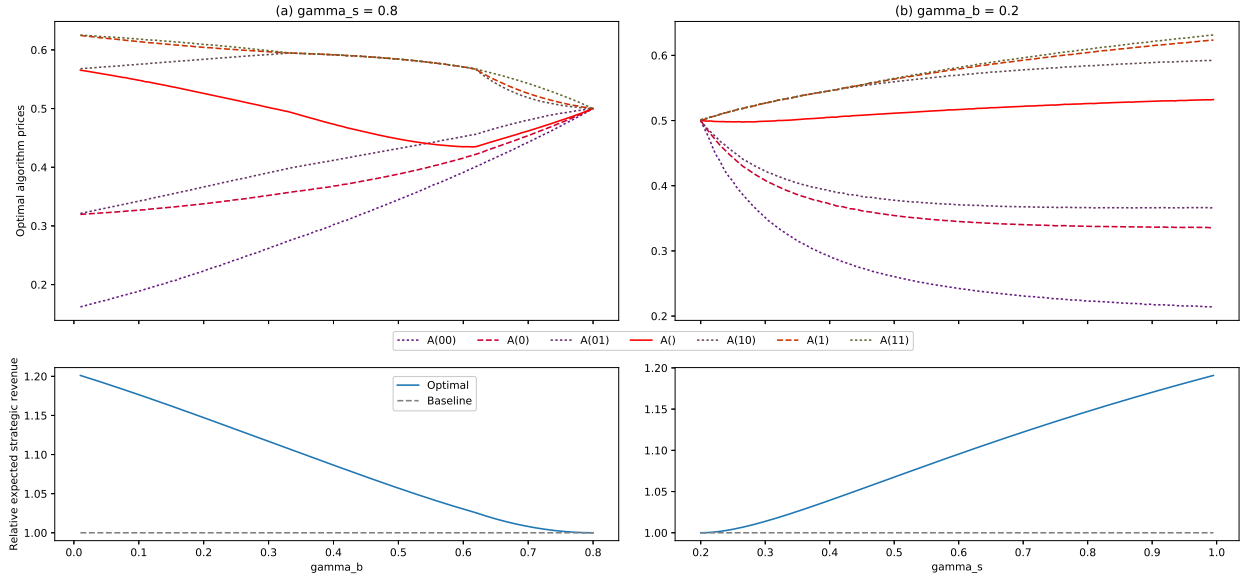 (a) gamma_s = 0.8
(b) gamma_b = 0.2
Optimal algorithm prices
0.6
0.5
0.4
0.3
0.2
0.6
0.5
0.4
0.3
0.2
A(00) A(0) A(01) A() A(10) A(1) A(11)
Relative expected strategic revenue
1.20
1.15
1.10
1.05
1.00
Optimal
Baseline
0.0 0.1 0.2 0.3 0.4 0.5 0.6 0.7 0.8
gamma_b
1.20
1.15
1.10
1.05
1.00
0.2 0.3 0.4 0.5 0.6 0.7 0.8 0.9 1.0
gamma_s